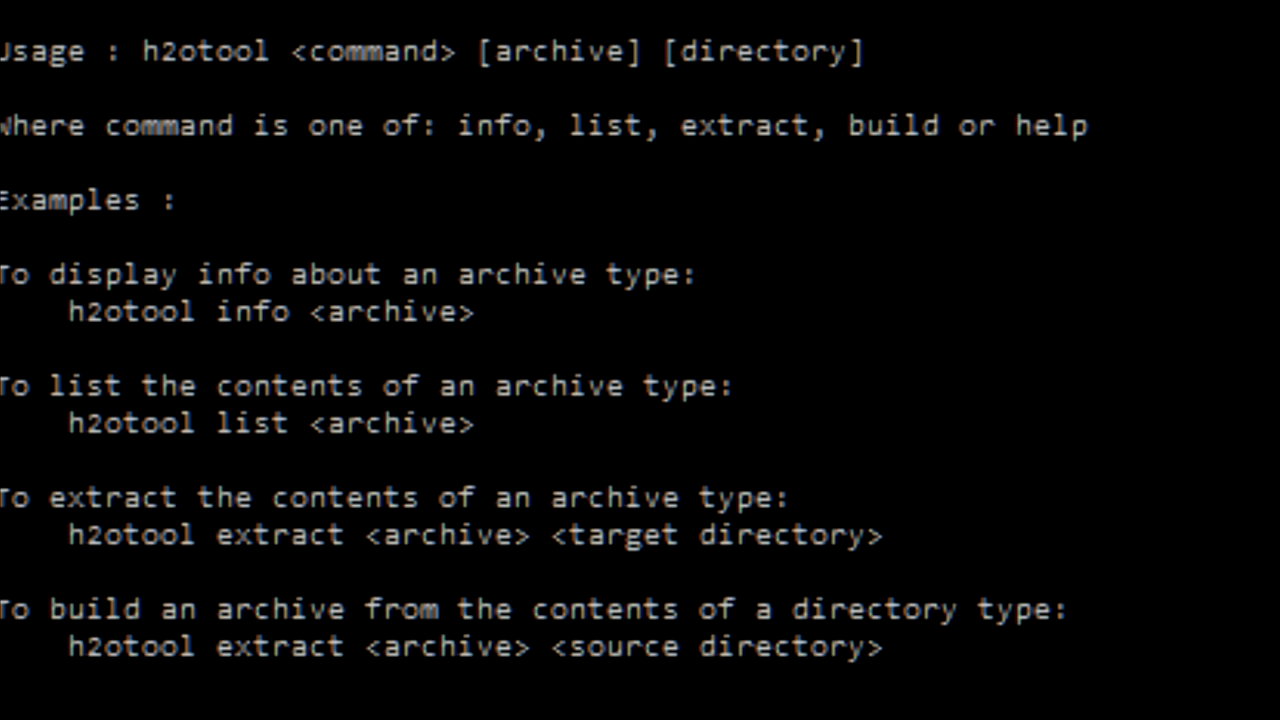 Usage : h2otool <command> [archive] [directory]
Where command is one of: info, list, extract, build or help
Examples :
To display info about an archive type:
h2otool info <archive>
To list the contents of an archive type:
h2otool list <archive>
To extract the contents of an archive type:
h2otool extract <archive> <target directory>
To build an archive from the contents of a directory type:
h2otool extract <archive> <source directory>